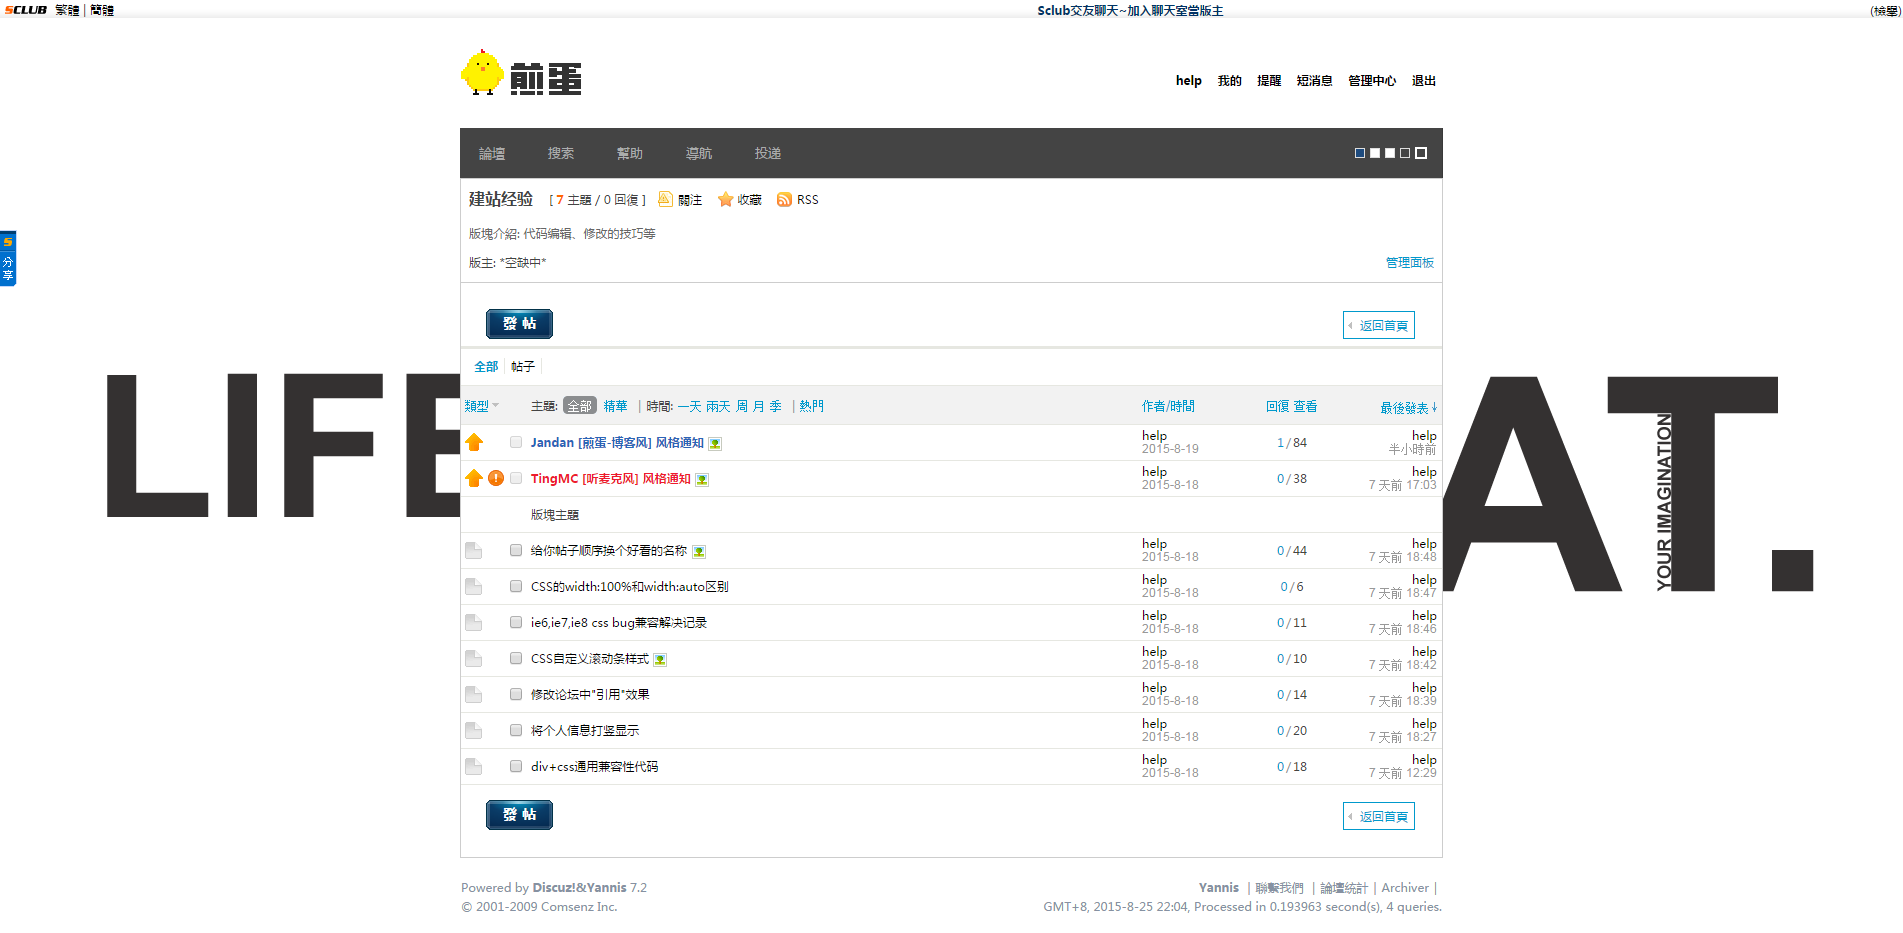 SCLUB 繁體 | 簡體 Sclub交友聊天~加入聊天室當版主 (檢舉)
煎蛋
help 我的 提醒 短消息 管理中心 退出
論壇 搜索 幫助 導航 投递
建站经验 [ 7 主題 / 0 回復 ] 關注 收藏 RSS
版塊介紹: 代码编辑、修改的技巧等
版主: *空缺中* 管理面板
S
分
享
發 帖 返回首頁
LIFE
AT.
YOUR IMAGINATION
全部 帖子
類型 主題: 全部 精華 | 時間: 一天 兩天 周 月 季 | 熱門 作者/時間 回復 查看 最後發表↓
Jandan [煎蛋-博客风] 风格通知 help 1 / 84 help
2015-8-19 半小時前
TingMC [听麦克风] 风格通知 help 0 / 38 help
2015-8-18 7 天前 17:03
版塊主題
给你帖子顺序换个好看的名称 help 0 / 44 help
2015-8-18 7 天前 18:48
CSS的width:100%和width:auto区别 help 0 / 6 help
2015-8-18 7 天前 18:47
ie6,ie7,ie8 css bug兼容解决记录 help 0 / 11 help
2015-8-18 7 天前 18:46
CSS自定义滚动条样式 help 0 / 10 help
2015-8-18 7 天前 18:42
修改论坛中"引用"效果 help 0 / 14 help
2015-8-18 7 天前 18:39
将个人信息打竖显示 help 0 / 20 help
2015-8-18 7 天前 18:27
div+css通用兼容性代码 help 0 / 18 help
2015-8-18 7 天前 12:29
發 帖 返回首頁
Powered by Discuz!&Yannis 7.2 Yannis | 聯繫我們 | 論壇統計 | Archiver |
© 2001-2009 Comsenz Inc. GMT+8, 2015-8-25 22:04, Processed in 0.193963 second(s), 4 queries.